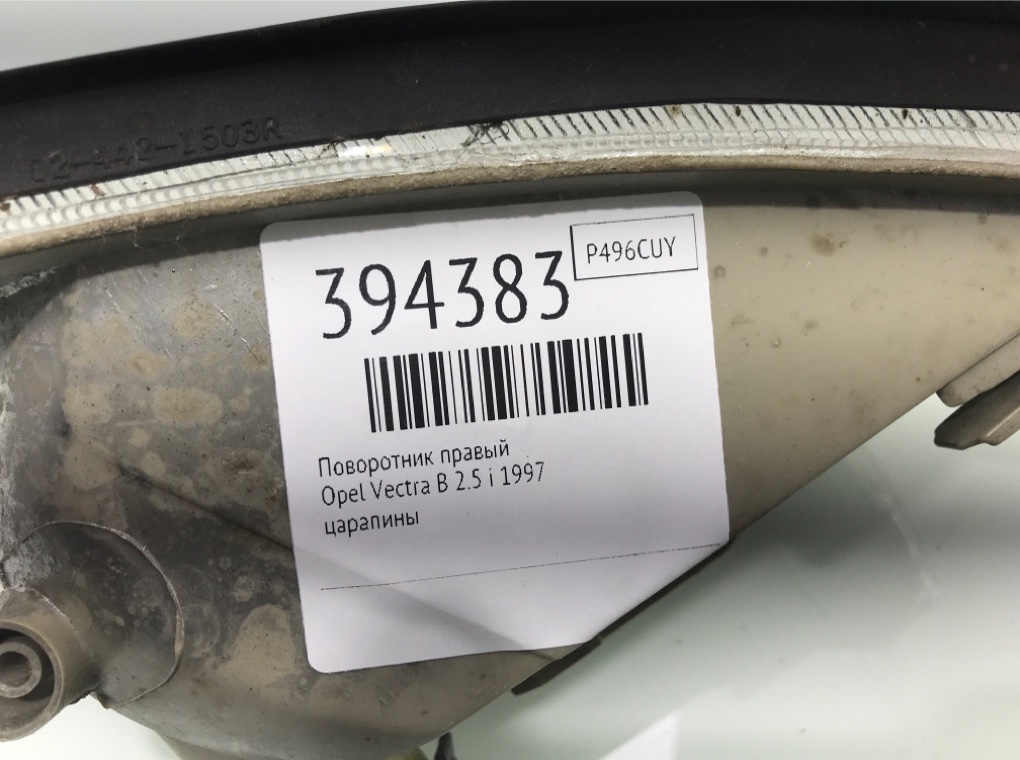 02-442-1503R
394383
P496CUY
Поворотник правый
Opel Vectra B 2.5 i 1997
царапины